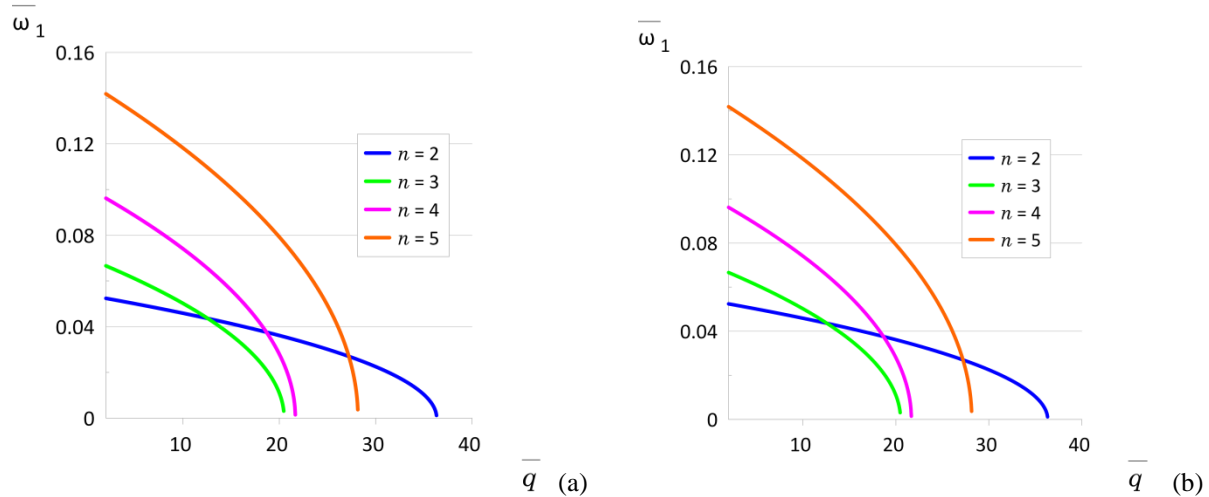 ω̅ 1
0.16
0.12
0.08
0.04
0
10
20
30
40
n = 2
n = 3
n = 4
n = 5
q̅
(a)
ω̅ 1
0.16
0.12
0.08
0.04
0
10
20
30
40
n = 2
n = 3
n = 4
n = 5
q̅
(b)